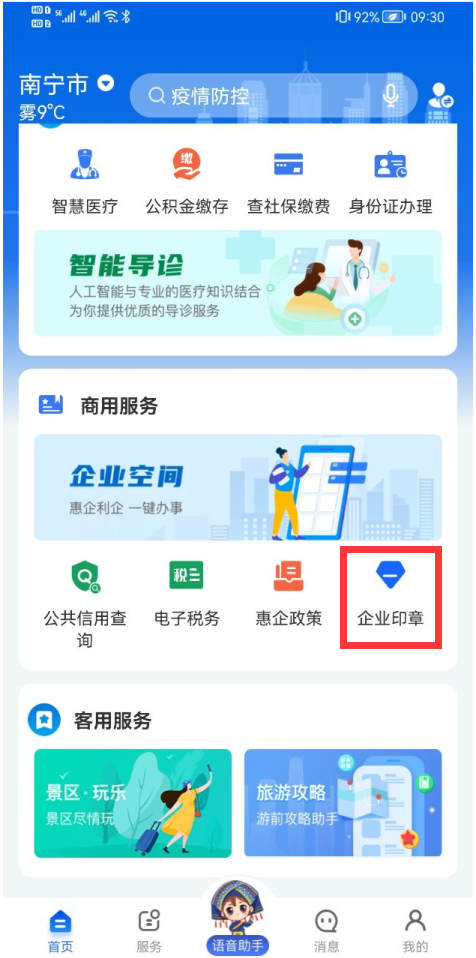 HD 1 5G 4G 92% 09:30
HD 2
南宁市
雾9°C
疫情防控
缴
智慧医疗 公积金缴存 查社保缴费 身份证办理
智能导诊
人工智能与专业的医疗知识结合
为你提供优质的导诊服务
商用服务
企业空间
惠企利企 一键办事
税
公共信用查询 电子税务 惠企政策 企业印章
客用服务
景区·玩乐
景区尽情玩
旅游攻略
游前攻略助手
首页 服务 语音助手 消息 我的